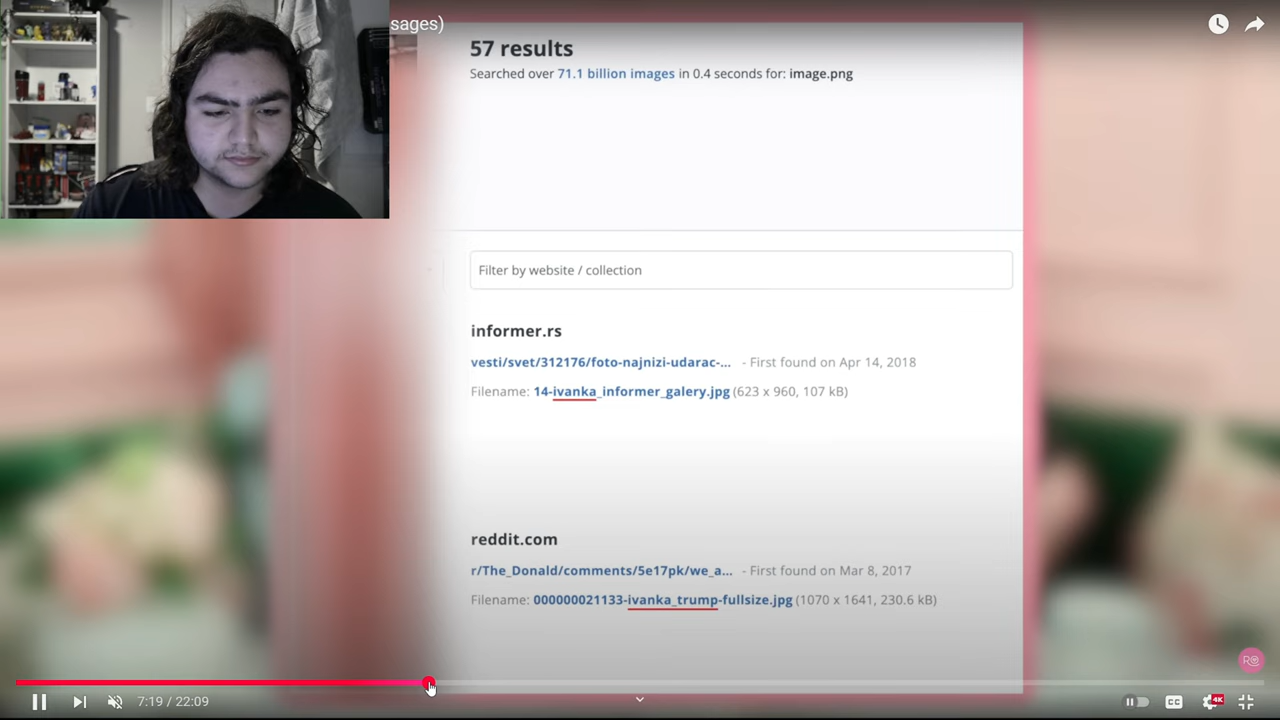 sages)
57 results
Searched over 71.1 billion images in 0.4 seconds for: image.png
Filter by website / collection
informer.rs
vesti/svet/312176/foto-najnizi-udarac-... - First found on Apr 14, 2018
Filename: 14-ivanka_informer_galery.jpg (623 x 960, 107 kB)
reddit.com
r/The_Donald/comments/5e17pk/we_a... - First found on Mar 8, 2017
Filename: 000000021133-ivanka_trump-fullsize.jpg (1070 x 1641, 230.6 kB)
R@
7:19 / 22:09
CC
4K